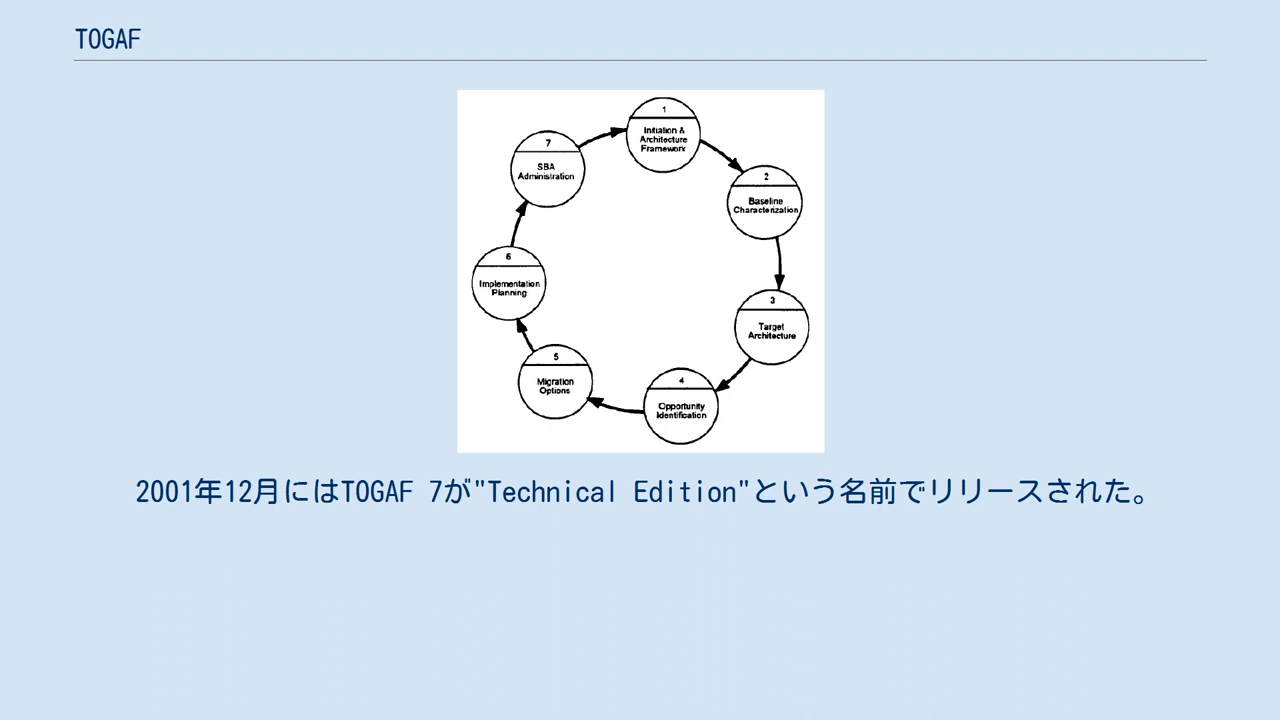 TOGAF
1
Initiation &
Architecture
Framework
2
Baseline
Characterization
3
Target
Architecture
4
Opportunity
Identification
5
Migration
Options
6
Implementation
Planning
7
SBA
Administration
2001年12月にはTOGAF 7が"Technical Edition"という名前でリリースされた。